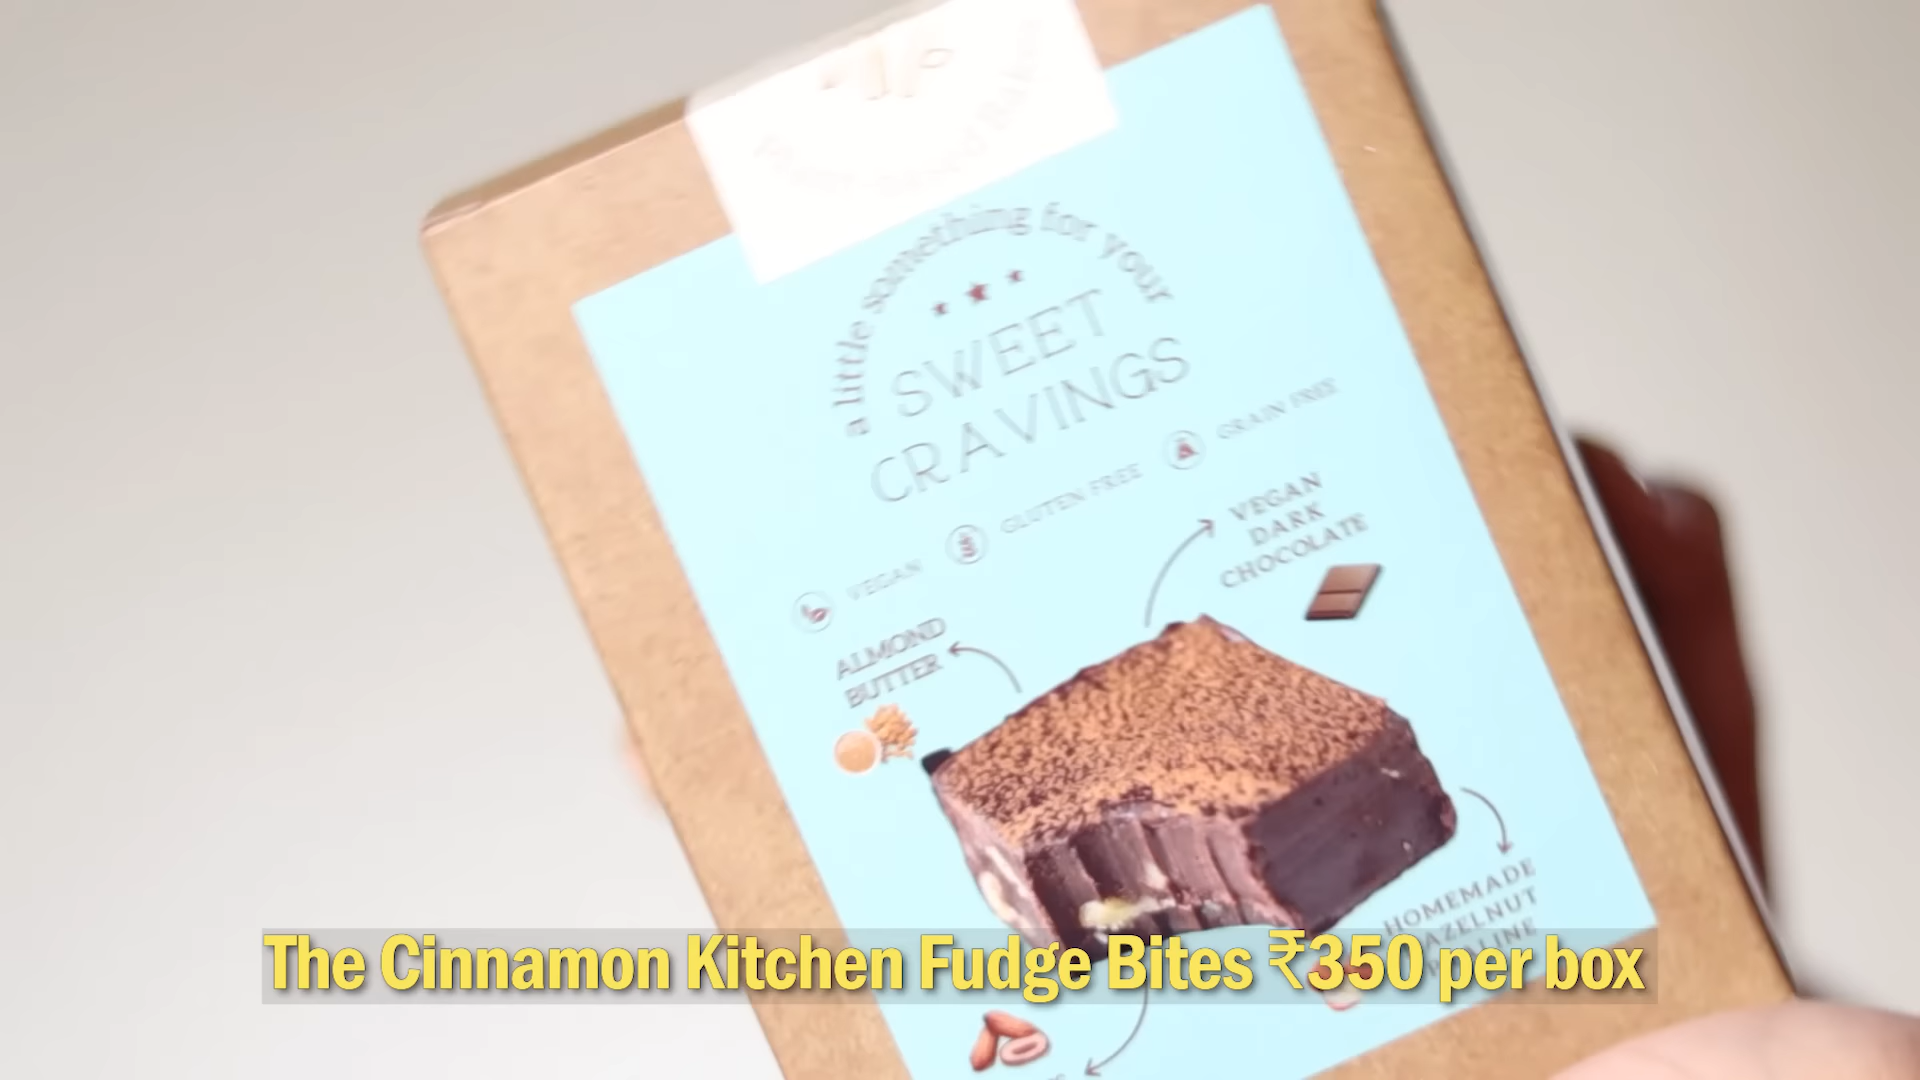 a little something for your
SWEET
CRAVINGS
VEGAN
GLUTEN FREE
GRAIN FREE
VEGAN
DARK
CHOCOLATE
ALMOND
BUTTER
HOMEMADE
The Cinnamon Kitchen Fudge Bites ₹350 per box